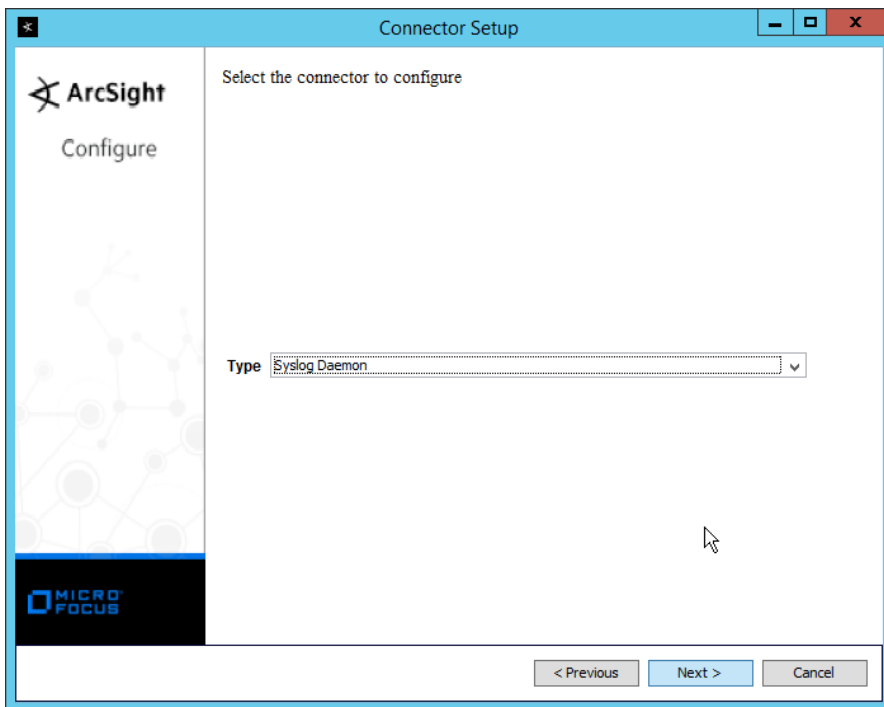 Connector Setup
ArcSight
Configure
Select the connector to configure
Type Syslog Daemon
MICRO
FOCUS
< Previous Next > Cancel